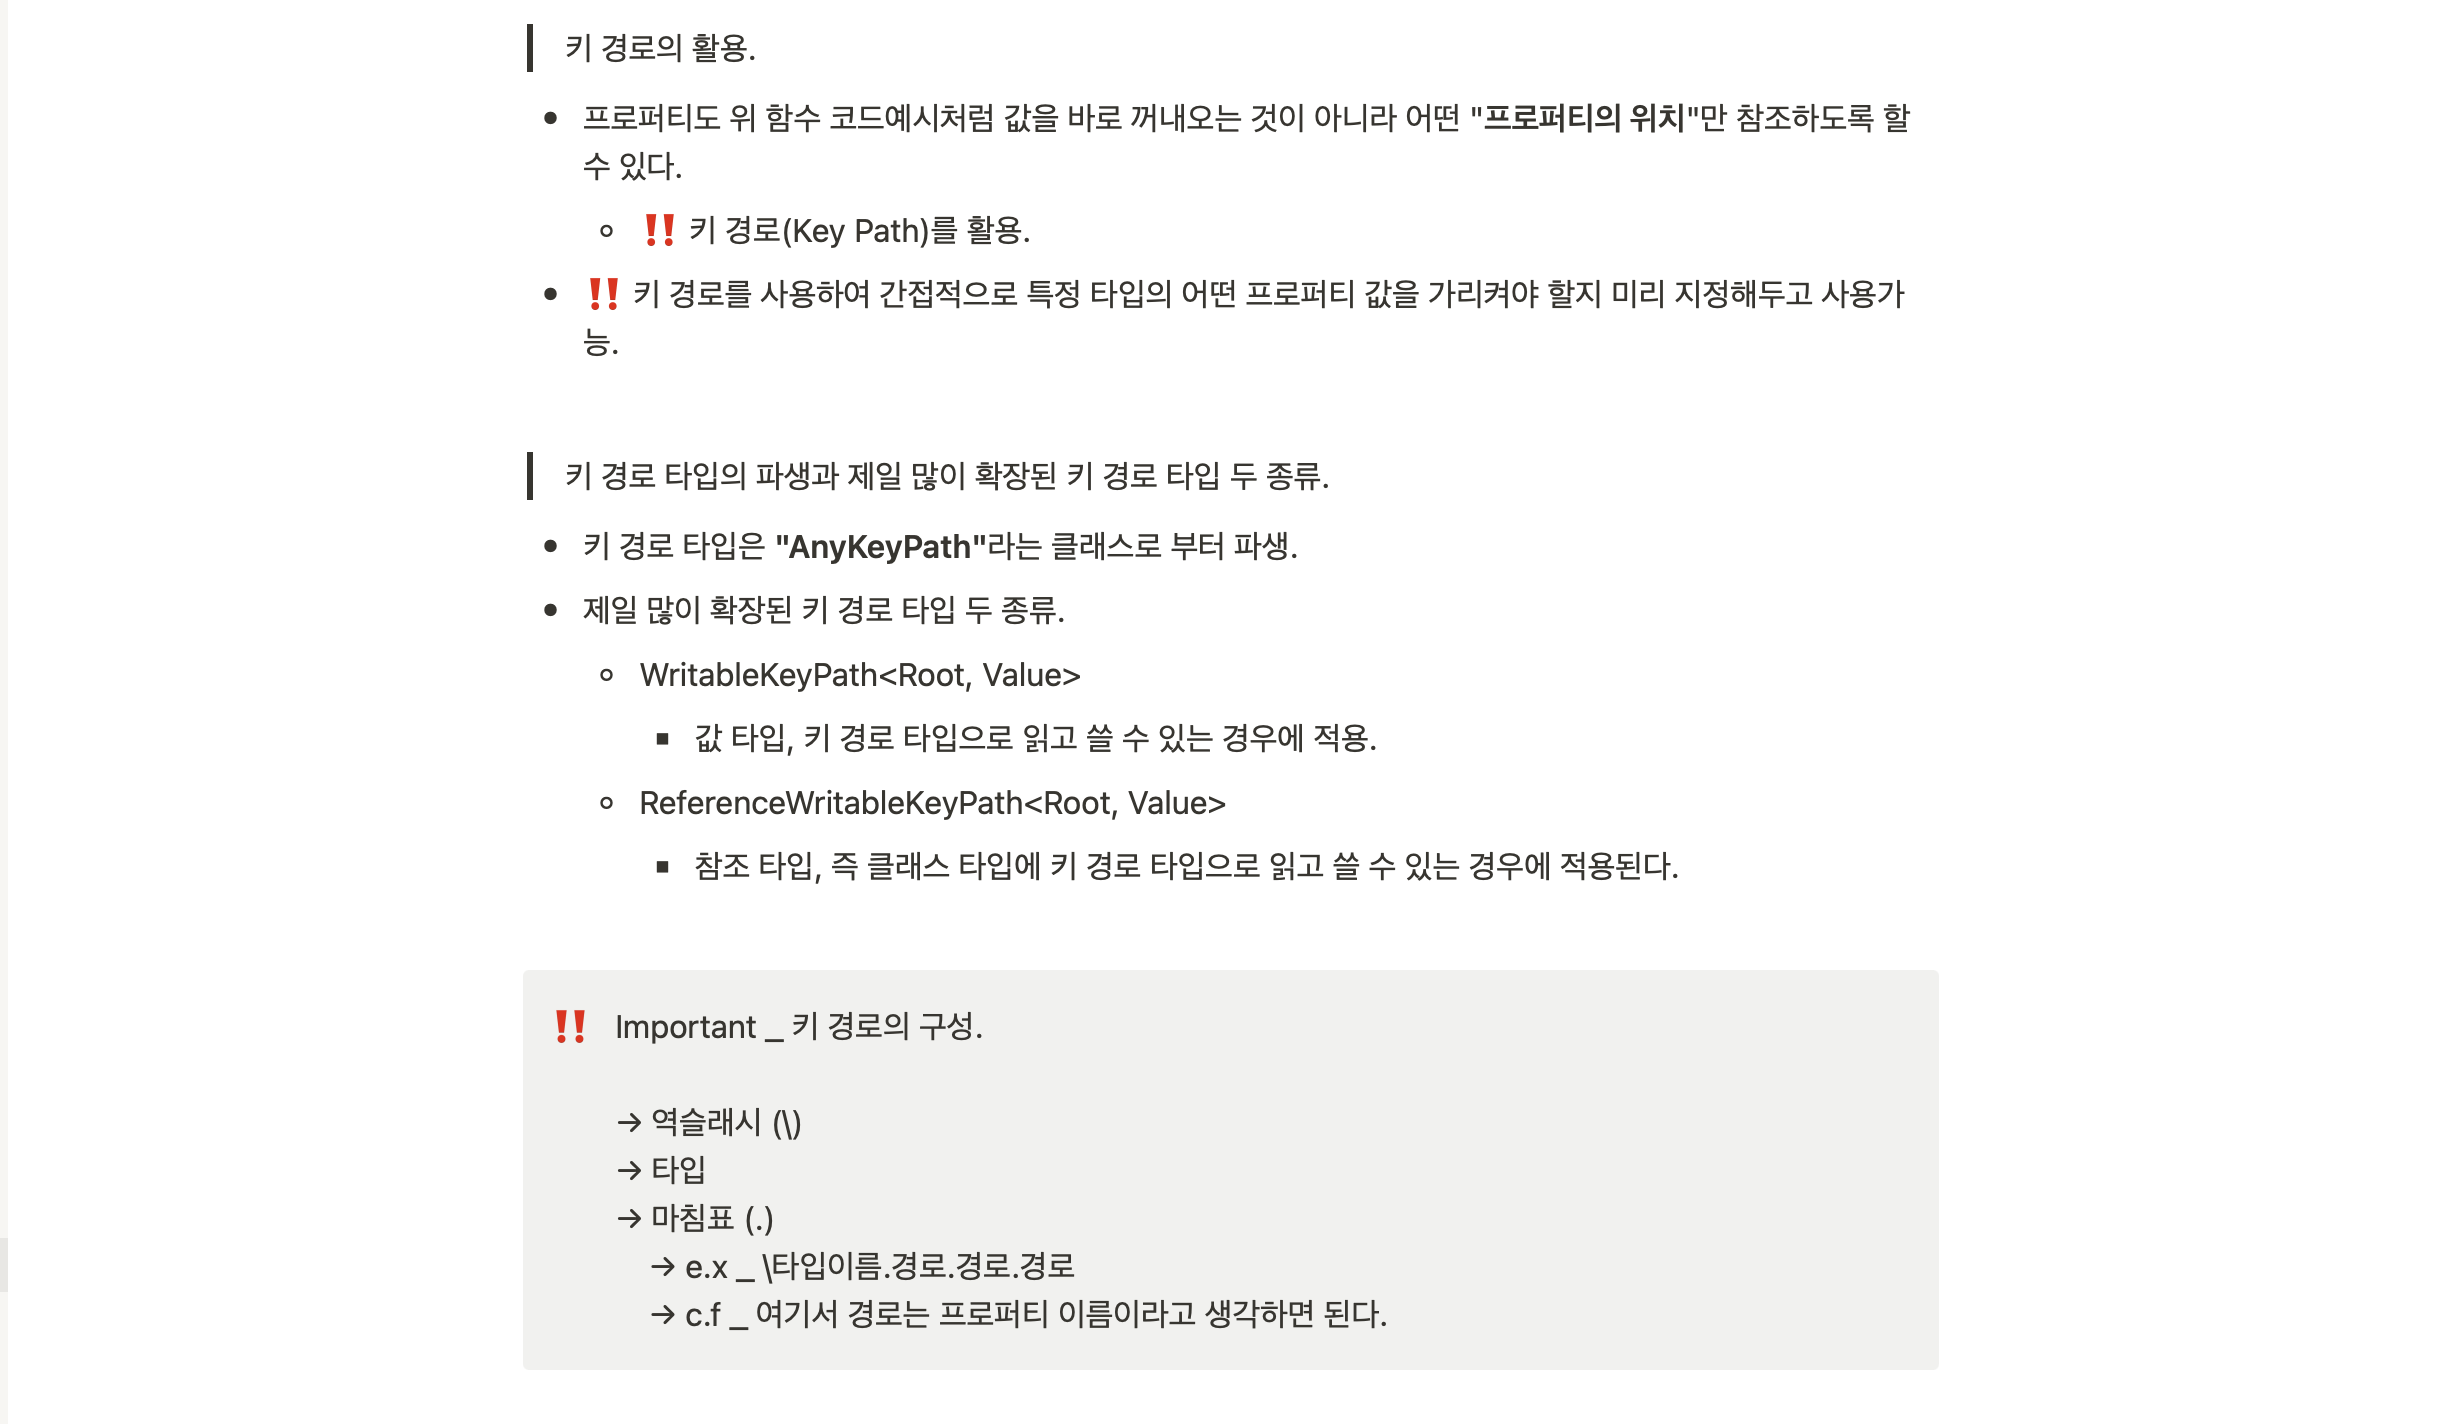 키 경로의 활용.
프로퍼티도 위 함수 코드예시처럼 값을 바로 꺼내오는 것이 아니라 어떤 "프로퍼티의 위치"만 참조하도록 할
수 있다.
‼️ 키 경로(Key Path)를 활용.
‼️ 키 경로를 사용하여 간접적으로 특정 타입의 어떤 프로퍼티 값을 가리켜야 할지 미리 지정해두고 사용가
능.
키 경로 타입의 파생과 제일 많이 확장된 키 경로 타입 두 종류.
키 경로 타입은 "AnyKeyPath"라는 클래스로 부터 파생.
제일 많이 확장된 키 경로 타입 두 종류.
WritableKeyPath<Root, Value>
값 타입, 키 경로 타입으로 읽고 쓸 수 있는 경우에 적용.
ReferenceWritableKeyPath<Root, Value>
참조 타입, 즉 클래스 타입에 키 경로 타입으로 읽고 쓸 수 있는 경우에 적용된다.
‼️ Important _ 키 경로의 구성.
→ 역슬래시 (\)
→ 타입
→ 마침표 (.)
→ e.x _ \타입이름.경로.경로.경로
→ c.f _ 여기서 경로는 프로퍼티 이름이라고 생각하면 된다.